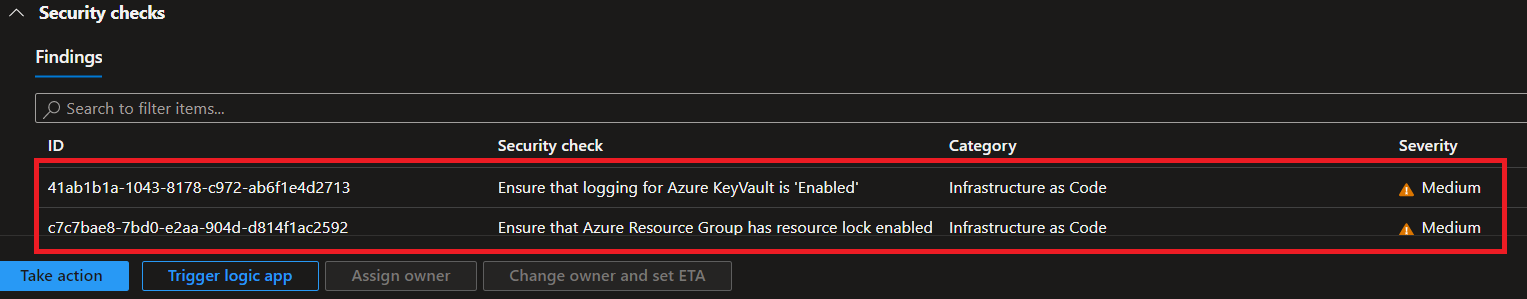 Security checks
Findings
Search to filter items...
ID Security check Category Severity
41ab1b1a-1043-8178-c972-ab6f1e4d2713 Ensure that logging for Azure KeyVault is 'Enabled' Infrastructure as Code Medium
c7c7bae8-7bd0-e2aa-904d-d814f1ac2592 Ensure that Azure Resource Group has resource lock enabled Infrastructure as Code Medium
Take action Trigger logic app Assign owner Change owner and set ETA